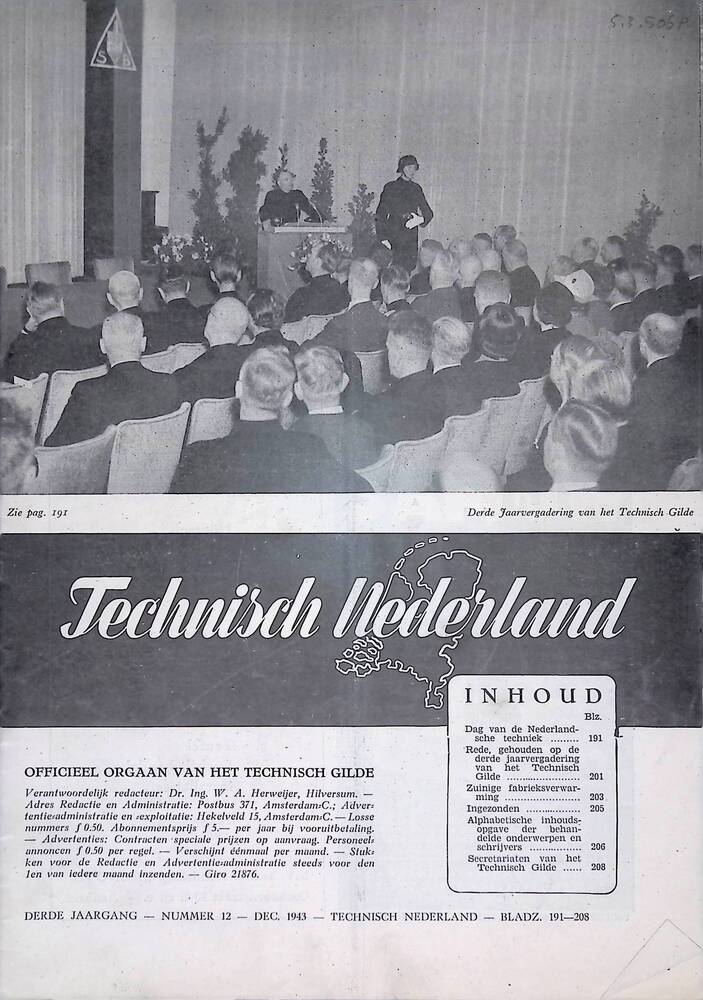 5.3.506P
S B
Zie pag. 191
Derde Jaarvergadering van het Technisch Gilde
Technisch Nederland
OFFICIEEL ORGAAN VAN HET TECHNISCH GILDE
Verantwoordelijk redacteur: Dr. Ing. W. A. Herweijer, Hilversum. —
Adres Redactie en Administratie: Postbus 371, Amsterdam-C.; Adver-
tentie-administratie en -exploitatie: Hekelveld 15, Amsterdam-C. — Losse
nummers ƒ 0.50. Abonnementsprijs ƒ 5.— per jaar bij vooruitbetaling.
— Advertenties: Contracten speciale prijzen op aanvraag. Personeel-
annoncen ƒ 0.50 per regel. — Verschijnt éénmaal per maand. — Stuk-
ken voor de Redactie en Advertentie-administratie steeds voor den
1en van iedere maand inzenden. — Giro 21876.
INHOUD
Blz.
Dag van de Nederland-
sche techniek ......... 191
Rede, gehouden op de
derde jaarvergadering
van het Technisch
Gilde ........................ 201
Zuinige fabrieksverwar-
ming ........................ 203
Ingezonden .................. 205
Alphabetische inhouds-
opgave der behan-
delde onderwerpen en
schrijvers .................. 206
Secretariaten van het
Technisch Gilde ...... 208
DERDE JAARGANG — NUMMER 12 — DEC. 1943 — TECHNISCH NEDERLAND — BLADZ. 191—208